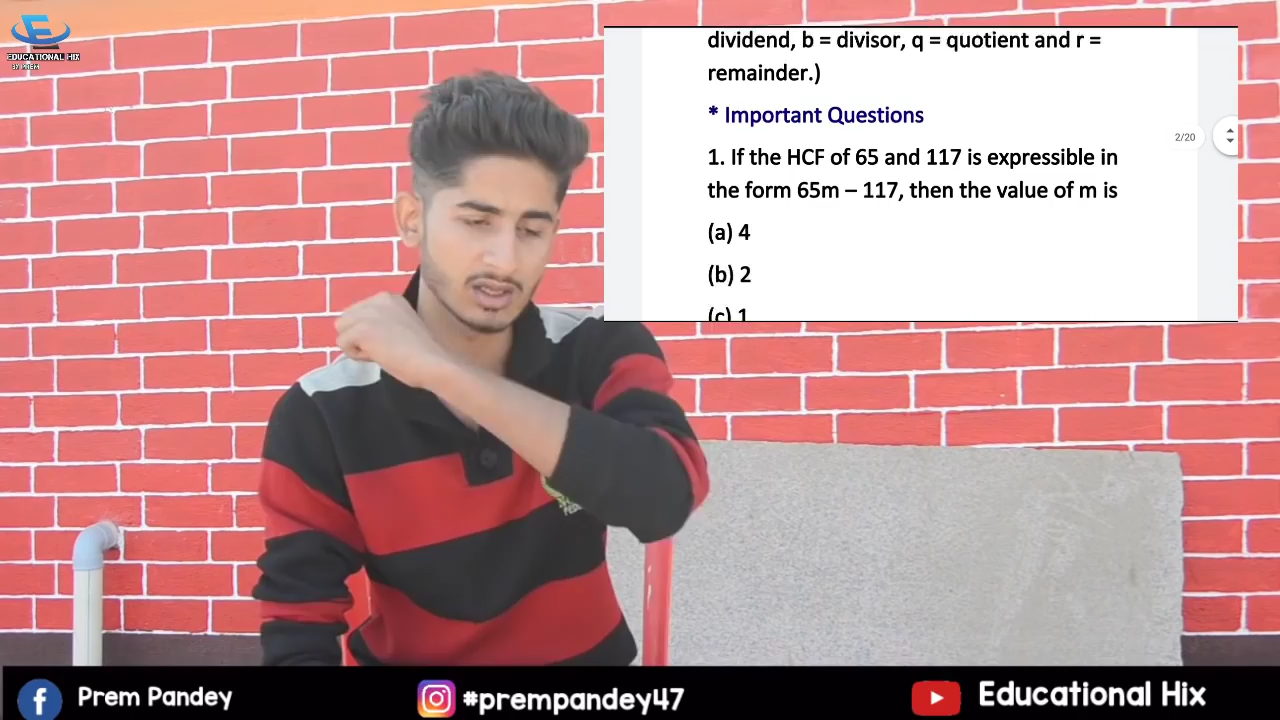 EDUCATIONAL HIX
BY PREM
dividend, b = divisor, q = quotient and r =
remainder.)
* Important Questions
2/20
1. If the HCF of 65 and 117 is expressible in
the form 65m – 117, then the value of m is
(a) 4
(b) 2
(c) 1
Prem Pandey
#prempandey47
Educational Hix